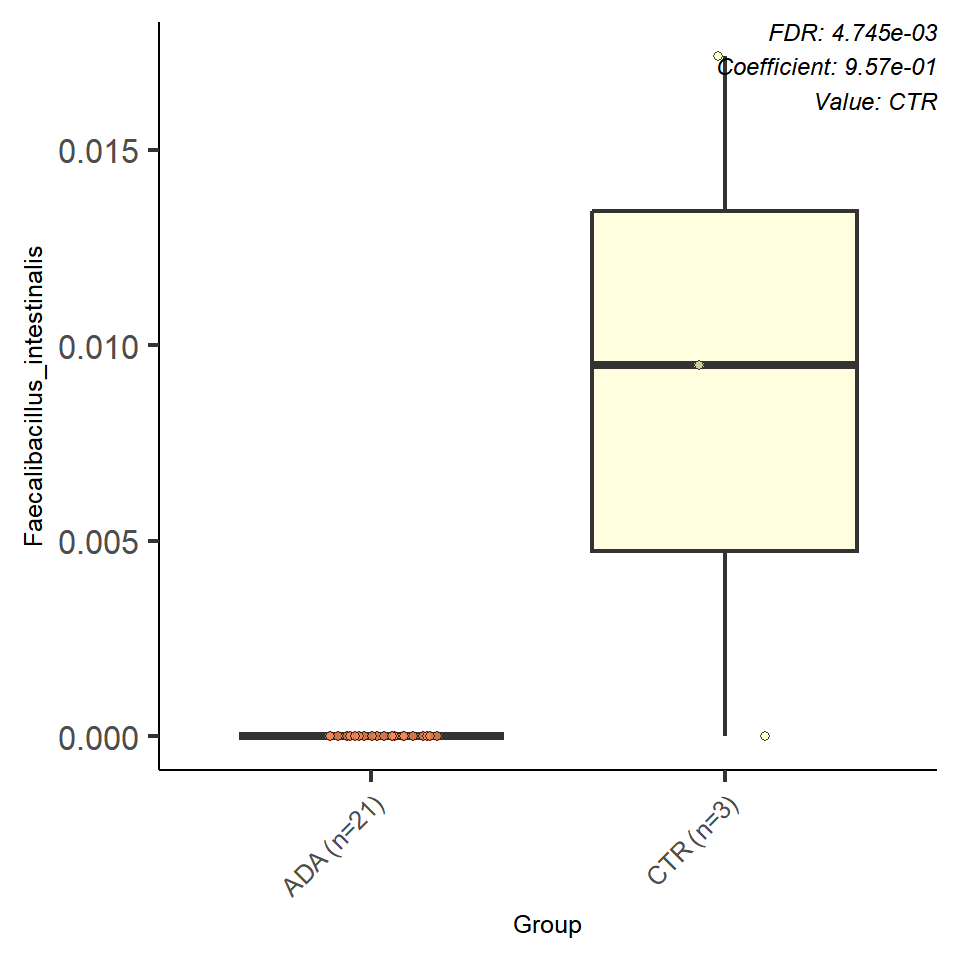 FDR: 4.745e-03
Coefficient: 9.57e-01
Value: CTR
Faecalibacillus_intestinalis
0.015
0.010
0.005
0.000
ADA (n=21)
CTR (n=3)
Group